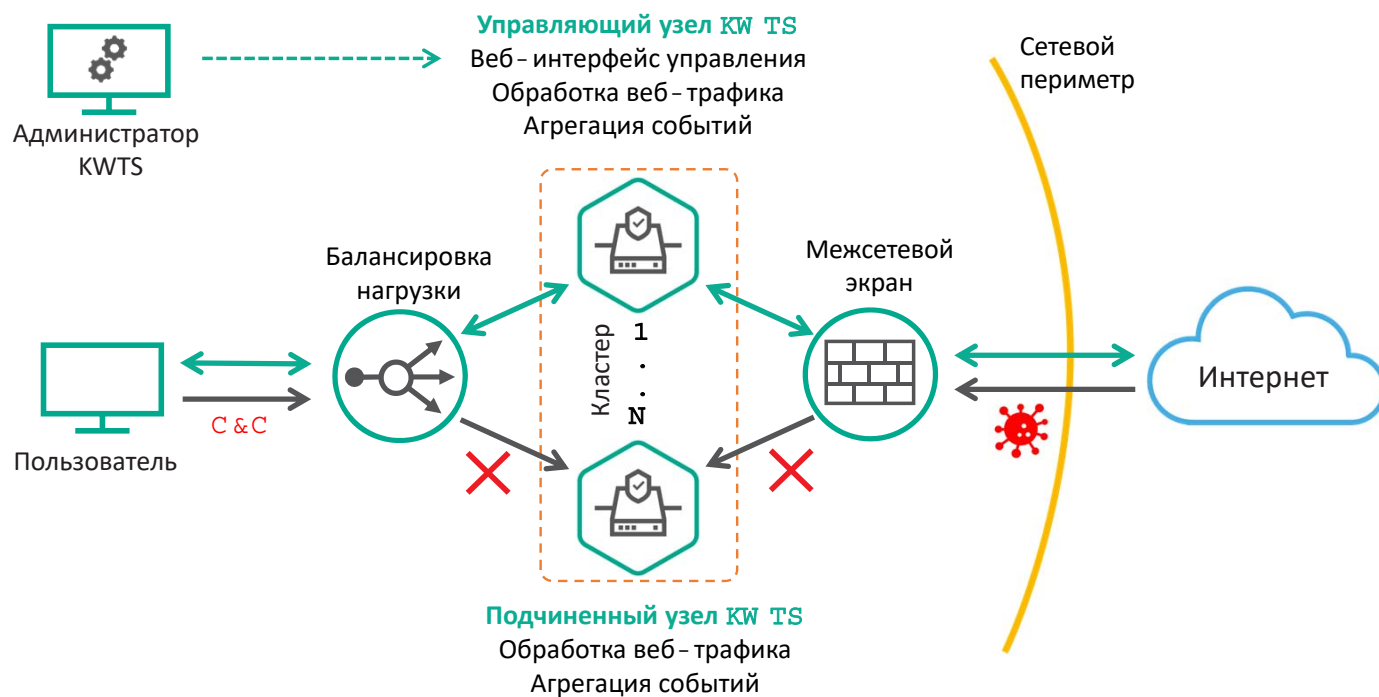 Управляющий узел KW TS
Веб-интерфейс управления
Обработка веб-трафика
Агрегация событий
Сетевой
периметр
Администратор
KWTS
Балансировка
нагрузки
Межсетевой
экран
Кластер
1
.
.
N
Интернет
C&C
Пользователь
Подчиненный узел KW TS
Обработка веб-трафика
Агрегация событий